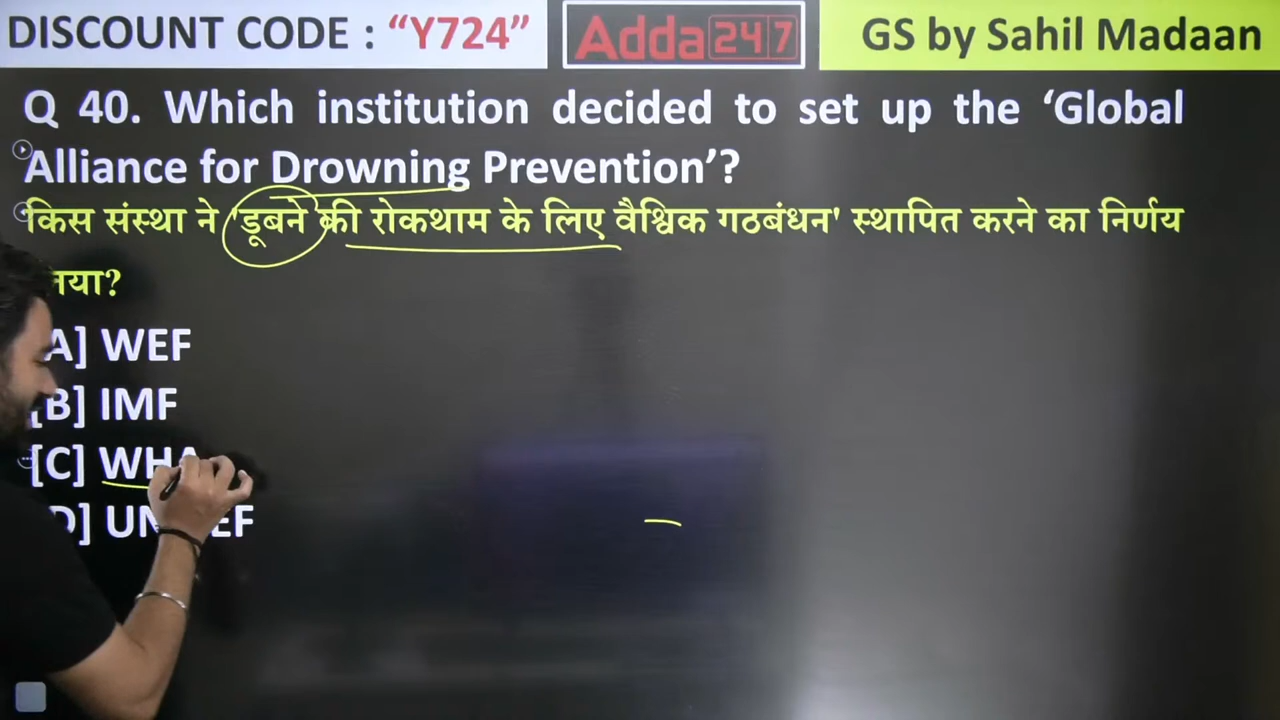 DISCOUNT CODE : “Y724”
Adda247
GS by Sahil Madaan
Q 40. Which institution decided to set up the ‘Global
Alliance for Drowning Prevention’?
किस संस्था ने 'डूबने की रोकथाम के लिए वैश्विक गठबंधन' स्थापित करने का निर्णय
A] WEF
[B] IMF
[C] WHA